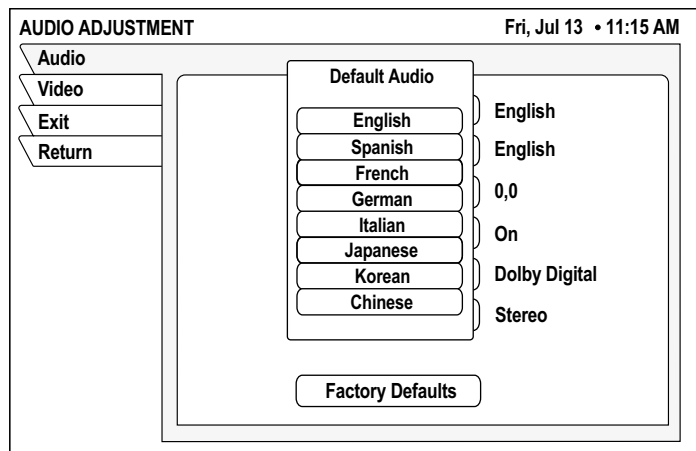 AUDIO ADJUSTMENT
Fri, Jul 13 • 11:15 AM
Audio
Video
Exit
Return
Default Audio
English
Spanish
French
German
Italian
Japanese
Korean
Chinese
English
English
0,0
On
Dolby Digital
Stereo
Factory Defaults